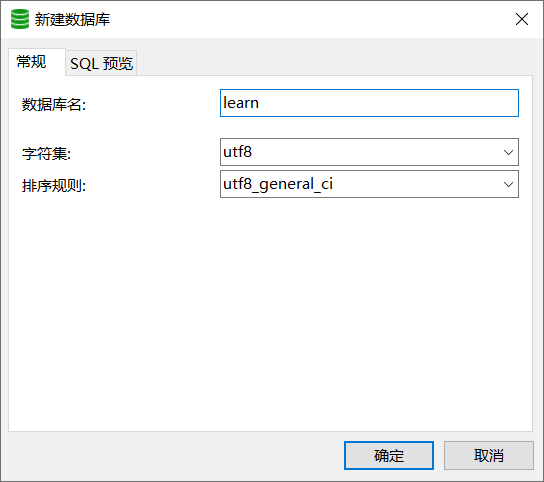 新建数据库
常规 SQL 预览
数据库名: learn
字符集: utf8
排序规则: utf8_general_ci
确定 取消